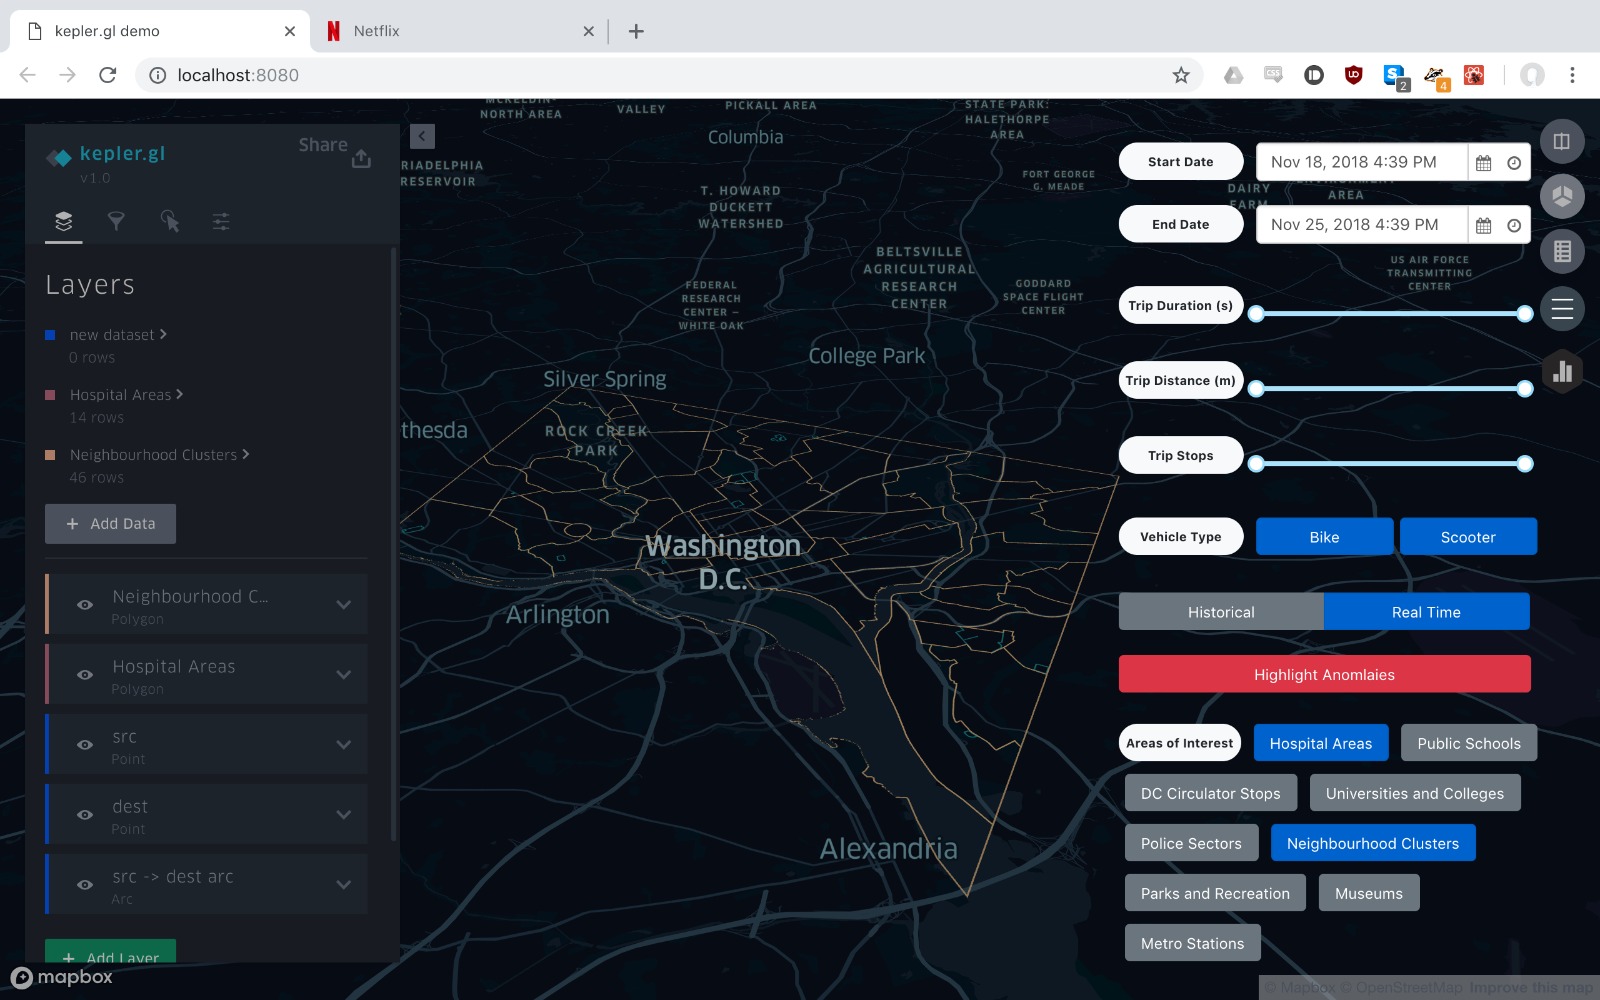 kepler.gl demo
Netflix
localhost:8080
2
4
kepler.gl
v1.0
Share
Layers
new dataset
0 rows
Hospital Areas
14 rows
Neighbourhood Clusters
46 rows
+ Add Data
Neighbourhood C...
Polygon
Hospital Areas
Polygon
src
Point
dest
Point
src -> dest arc
Arc
+ Add Layer
mapbox
NORTH AREA
VALLEY
PICKALL AREA
Columbia
STATE PARK:
HALETHORPE
AREA
RIADELPHIA
RESERVOIR
T. HOWARD
DUCKETT
WATERSHED
FORT GEORGE
G. MEADE
DAIRY
FARM
AREA
BELTSVILLE
AGRICULTURAL
RESEARCH
CENTER
FEDERAL
RESEARCH
CENTER –
WHITE OAK
GODDARD
SPACE FLIGHT
CENTER
US AIR FORCE
TRANSMITTING
CENTER
College Park
Silver Spring
thesda
ROCK CREEK
PARK
Washington
D.C.
Arlington
Alexandria
Start Date
Nov 18, 2018 4:39 PM
End Date
Nov 25, 2018 4:39 PM
Trip Duration (s)
Trip Distance (m)
Trip Stops
Vehicle Type
Bike
Scooter
Historical
Real Time
Highlight Anomlaies
Areas of Interest
Hospital Areas
Public Schools
DC Circulator Stops
Universities and Colleges
Police Sectors
Neighbourhood Clusters
Parks and Recreation
Museums
Metro Stations
© Mapbox © OpenStreetMap Improve this map